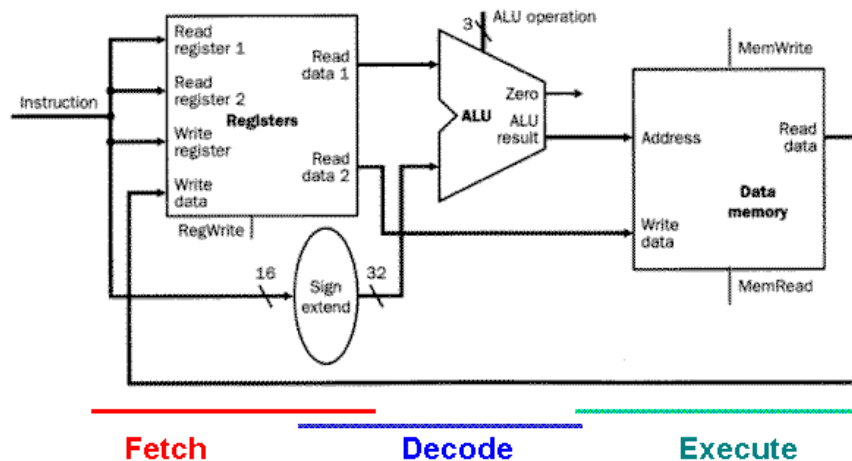 3
ALU operation
Read
register 1
Read
register 2
Instruction
Registers
Write
register
Write
data
Read
data 1
Read
data 2
RegWrite
Zero
ALU
ALU
result
MemWrite
Address
Read
data
Data
memory
Write
data
MemRead
16
Sign
extend
32
Fetch
Decode
Execute